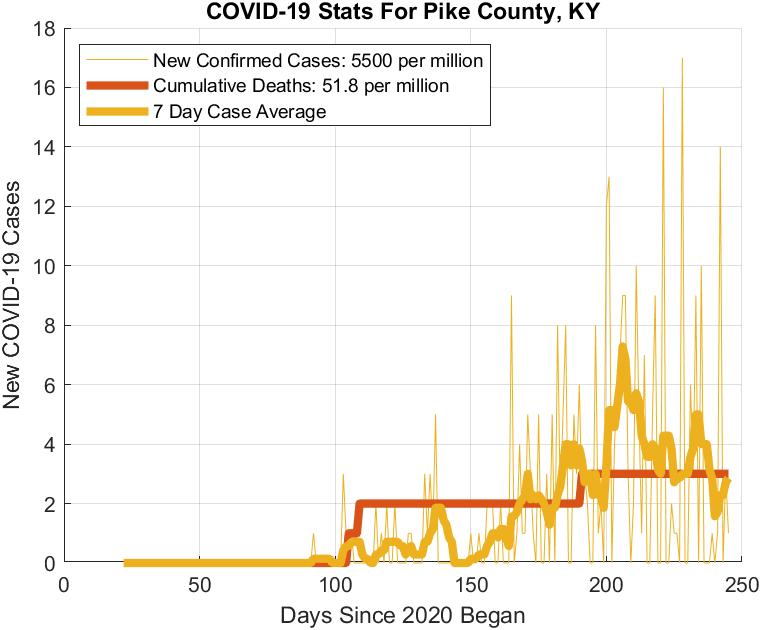 COVID-19 Stats For Pike County, KY
New Confirmed Cases: 5500 per million
Cumulative Deaths: 51.8 per million
7 Day Case Average
New COVID-19 Cases
18
16
14
12
10
8
6
4
2
0
0 50 100 150 200 250
Days Since 2020 Began